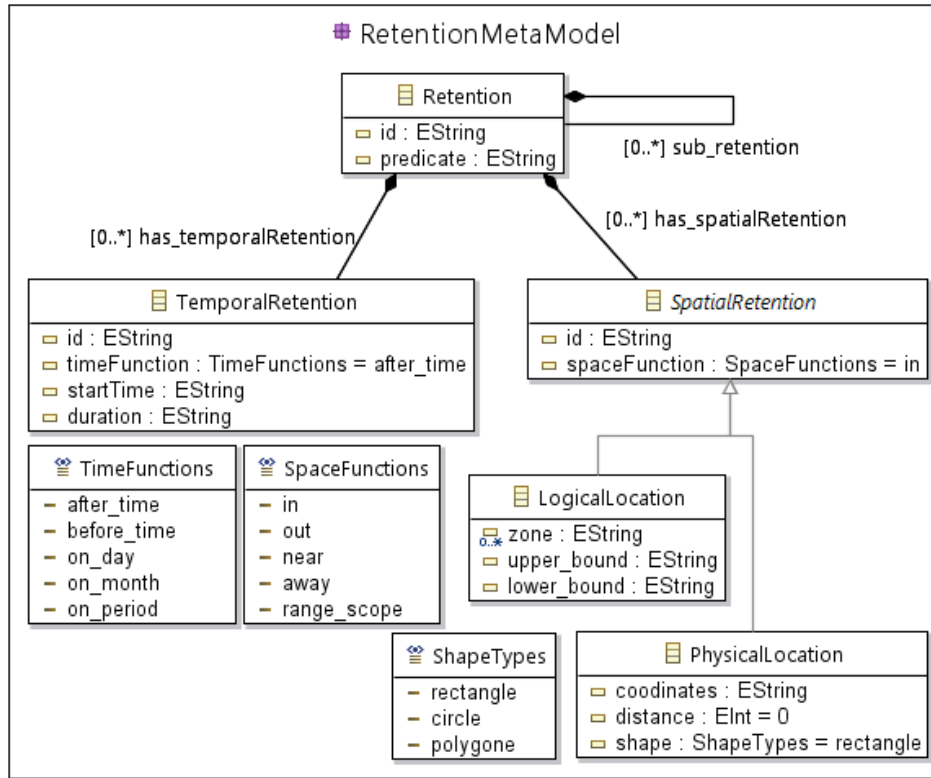 RetentionMetaModel
Retention
id : EString
predicate : EString
[0..*] sub_retention
[0..*] has_temporalRetention
[0..*] has_spatialRetention
TemporalRetention
id : EString
timeFunction : TimeFunctions = after_time
startTime : EString
duration : EString
SpatialRetention
id : EString
spaceFunction : SpaceFunctions = in
TimeFunctions
after_time
before_time
on_day
on_month
on_period
SpaceFunctions
in
out
near
away
range_scope
LogicalLocation
zone : EString
0..*
upper_bound : EString
lower_bound : EString
ShapeTypes
rectangle
circle
polygone
PhysicalLocation
coodinates : EString
distance : EInt = 0
shape : ShapeTypes = rectangle